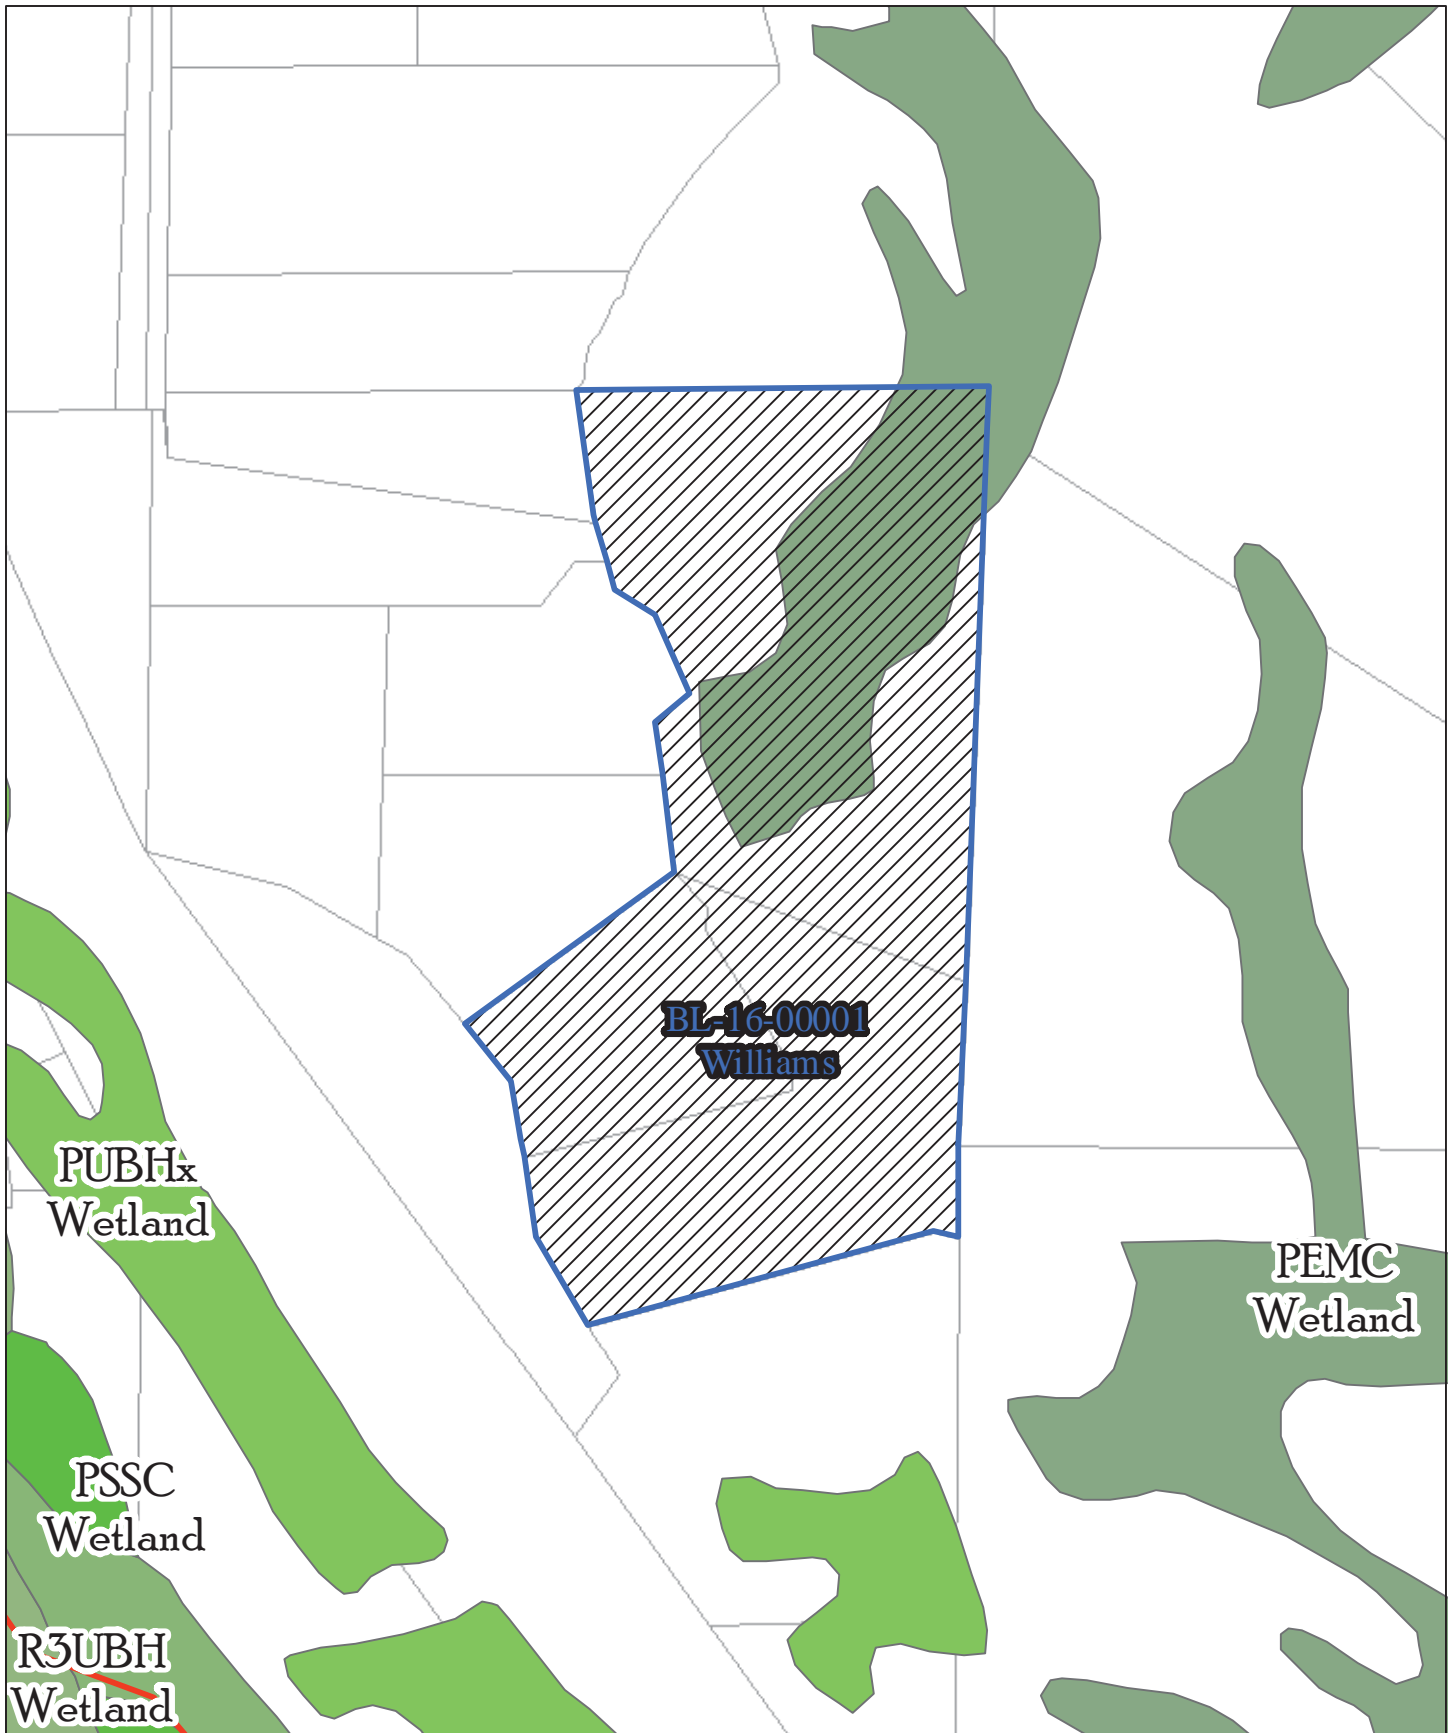 BL-16-00001
Williams
PUBHx
Wetland
PEMC
Wetland
PSSC
Wetland
R3UBH
Wetland